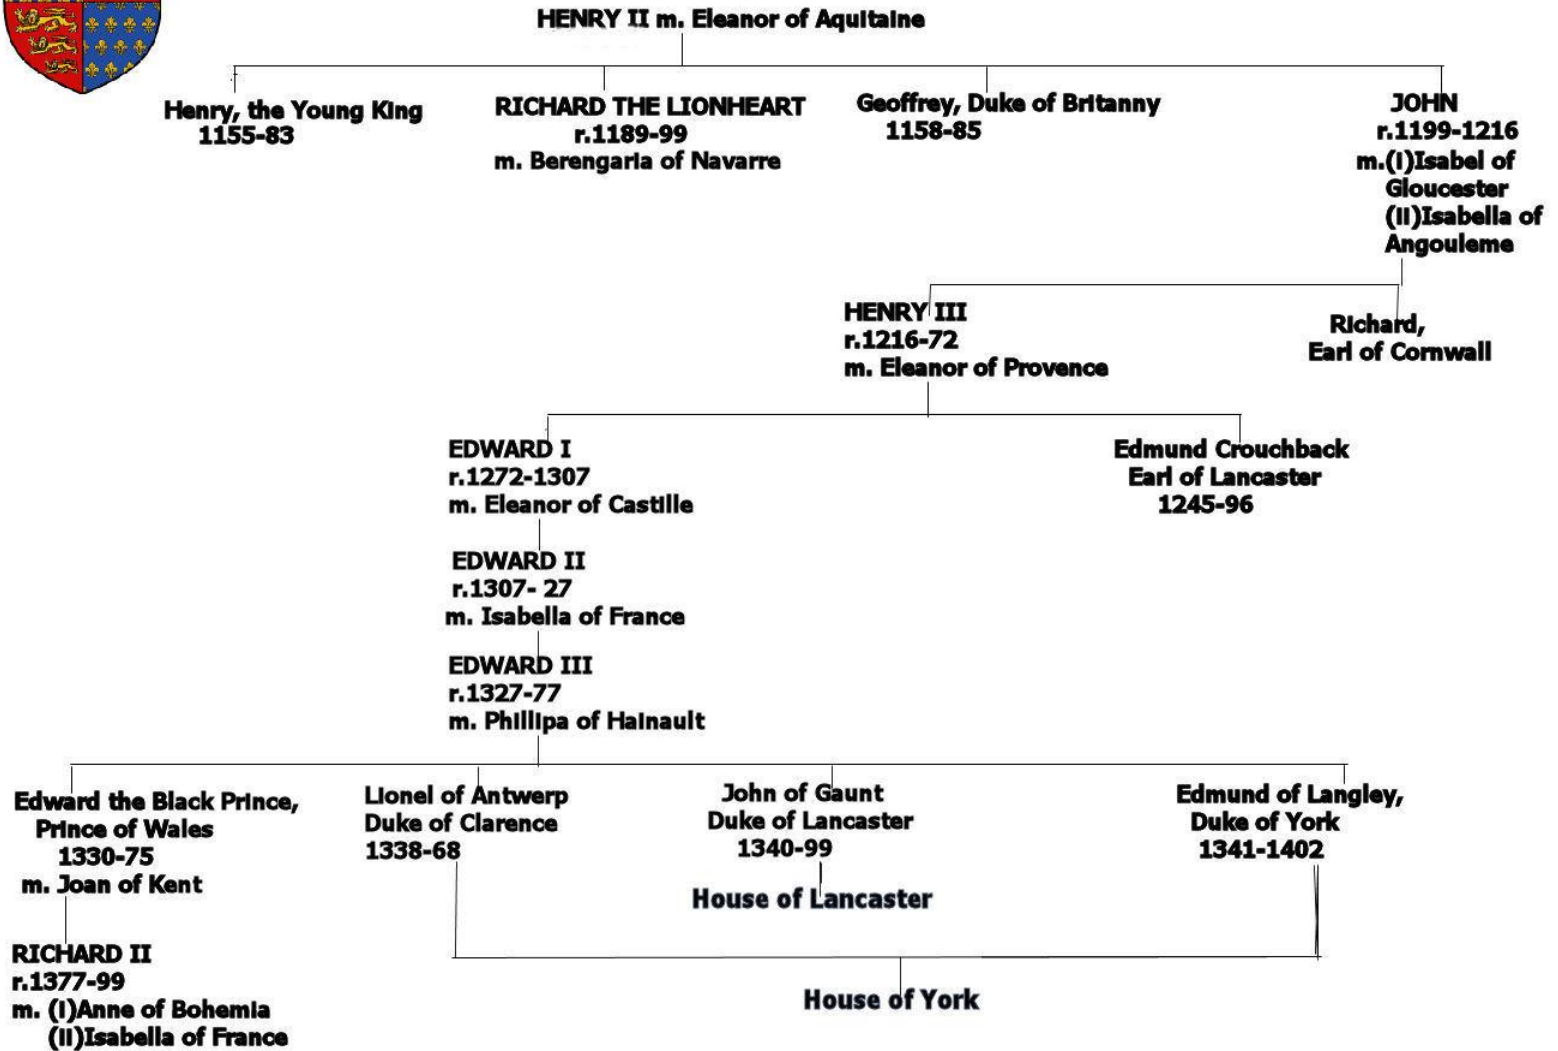 HENRY II m. Eleanor of Aquitaine
Henry, the Young King
1155-83
RICHARD THE LIONHEART
r.1189-99
m. Berengaria of Navarre
Geoffrey, Duke of Britanny
1158-85
JOHN
r.1199-1216
m.(I)Isabel of
Gloucester
(II)Isabella of
Angouleme
HENRY III
r.1216-72
m. Eleanor of Provence
Richard,
Earl of Cornwall
EDWARD I
r.1272-1307
m. Eleanor of Castille
Edmund Crouchback
Earl of Lancaster
1245-96
EDWARD II
r.1307- 27
m. Isabella of France
EDWARD III
r.1327-77
m. Phillipa of Hainault
Edward the Black Prince,
Prince of Wales
1330-75
m. Joan of Kent
Lionel of Antwerp
Duke of Clarence
1338-68
John of Gaunt
Duke of Lancaster
1340-99
House of Lancaster
Edmund of Langley,
Duke of York
1341-1402
RICHARD II
r.1377-99
m. (I)Anne of Bohemia
(II)Isabella of France
House of York